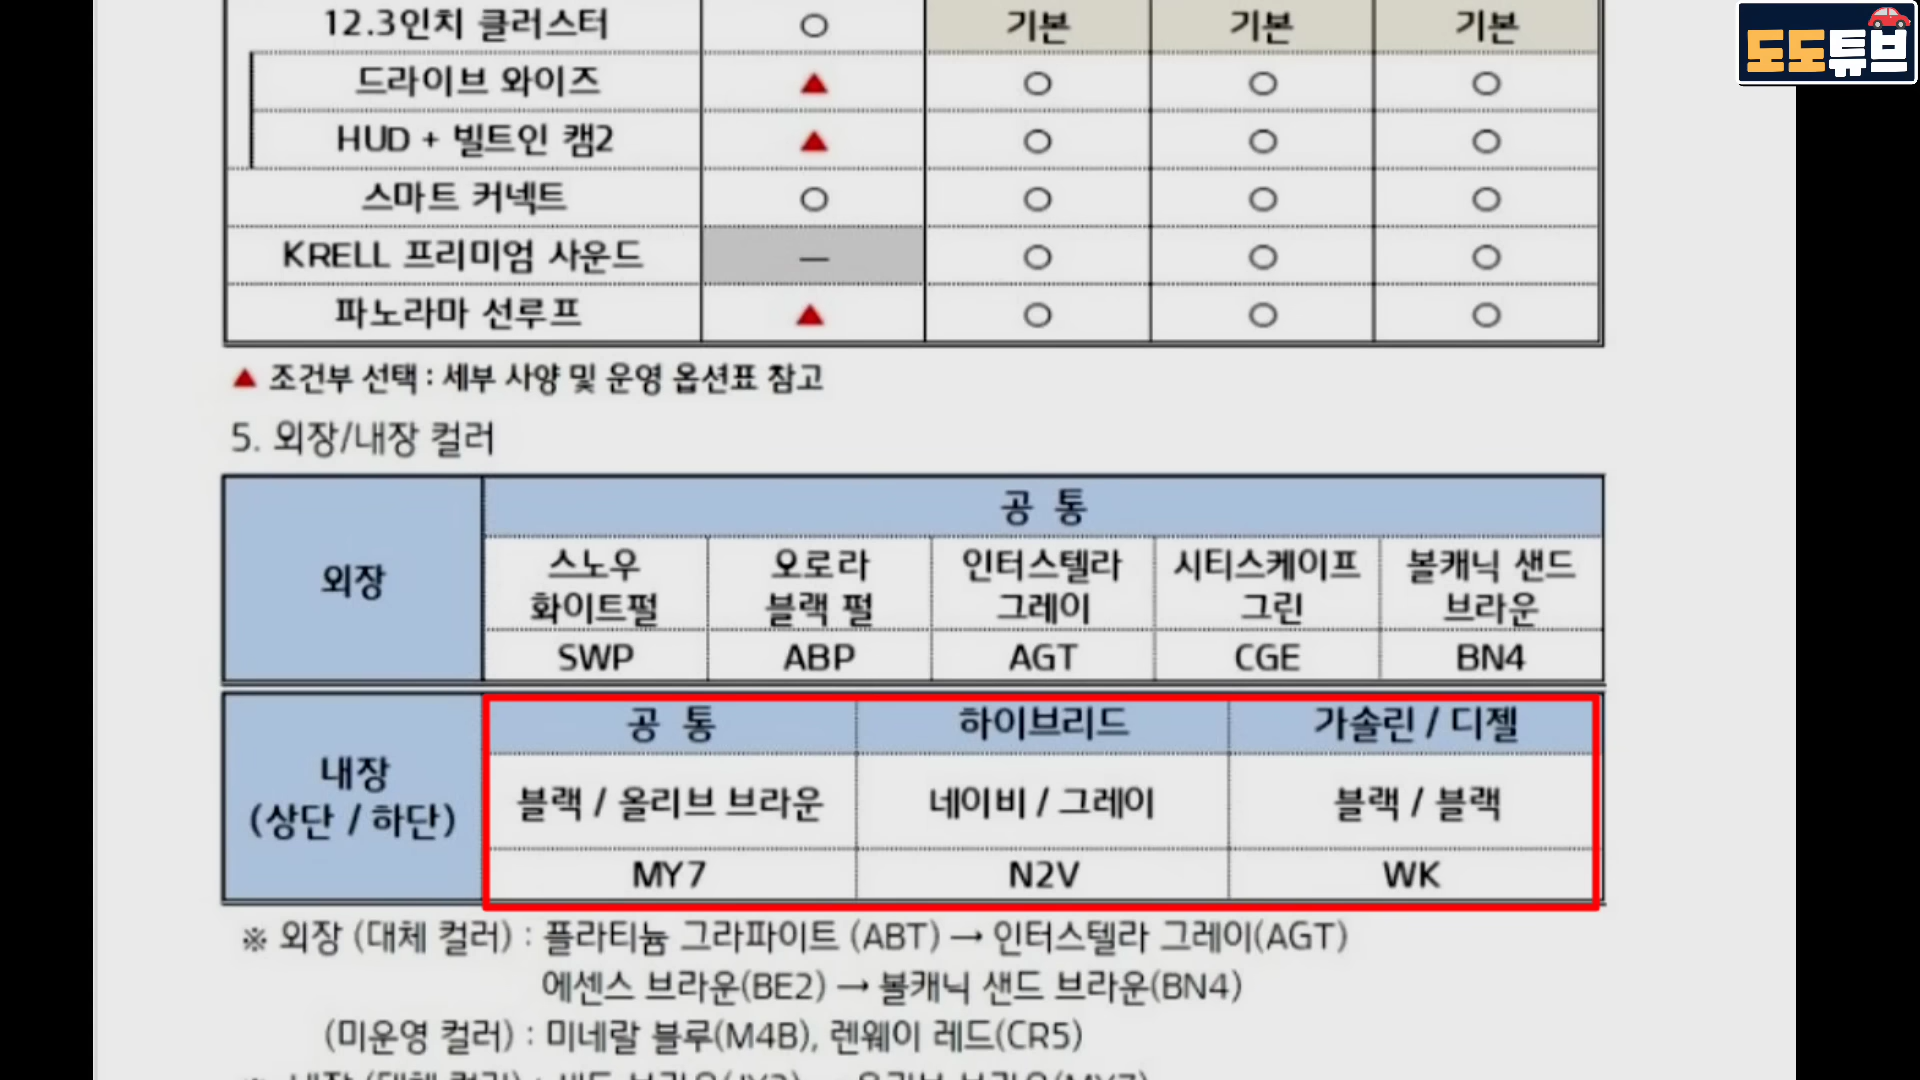 도도튜브
12.3인치 클러스터 ○ 기본 기본 기본
드라이브 와이즈 ▲ ○ ○ ○
HUD + 빌트인 캠2 ▲ ○ ○ ○
스마트 커넥트 ○ ○ ○ ○
KRELL 프리미엄 사운드 — ○ ○ ○
파노라마 선루프 ▲ ○ ○ ○
▲ 조건부 선택 : 세부 사양 및 운영 옵션표 참고
5. 외장/내장 컬러
외장
공 통
스노우 화이트펄
오로라 블랙 펄
인터스텔라 그레이
시티스케이프 그린
볼캐닉 샌드 브라운
SWP ABP AGT CGE BN4
내장
(상단 / 하단)
공 통 하이브리드 가솔린 / 디젤
블랙 / 올리브 브라운 네이비 / 그레이 블랙 / 블랙
MY7 N2V WK
※ 외장 (대체 컬러) : 플라티늄 그라파이트 (ABT) → 인터스텔라 그레이(AGT)
에센스 브라운(BE2) → 볼캐닉 샌드 브라운(BN4)
(미운영 컬러) : 미네랄 블루(M4B), 렌웨이 레드(CR5)